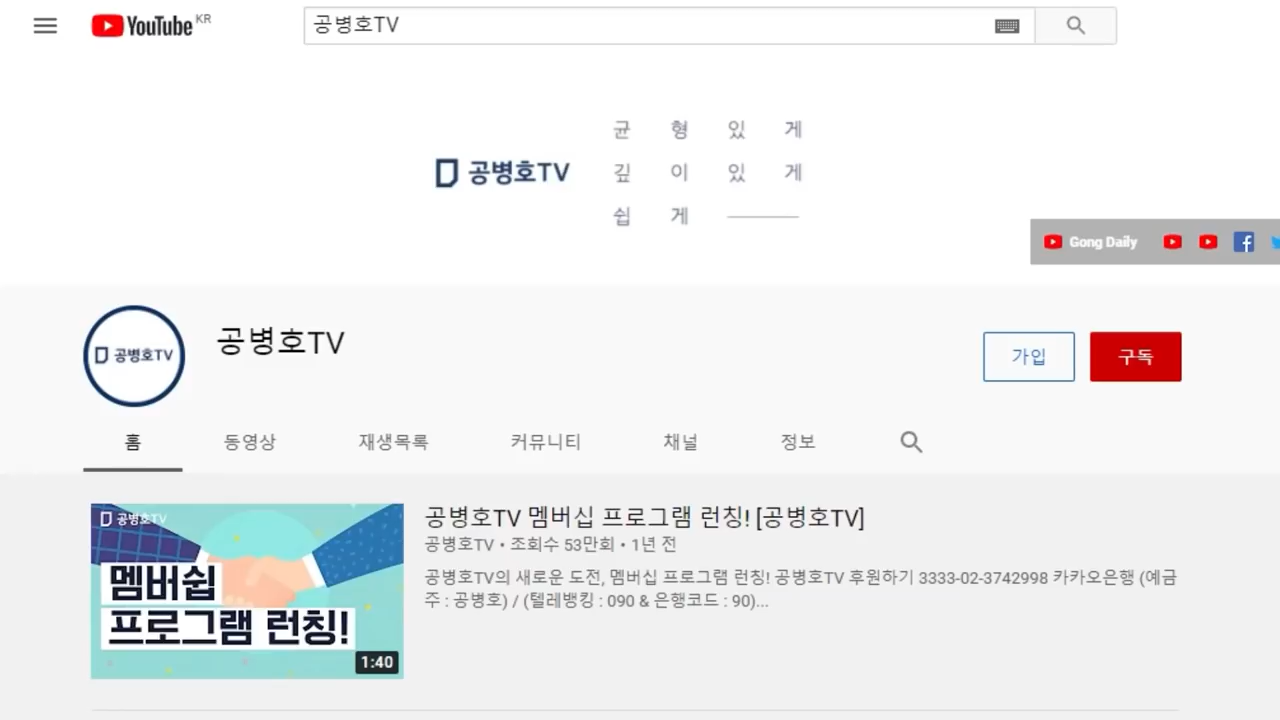 YouTube KR
공병호TV
균 형 있 게
공병호TV
깊 이 있 게
쉽 게
Gong Daily
공병호TV
공병호TV
가입
구독
홈 동영상 재생목록 커뮤니티 채널 정보
공병호TV
멤버쉽
프로그램 런칭!
1:40
공병호TV 멤버십 프로그램 런칭! [공병호TV]
공병호TV • 조회수 53만회 • 1년 전
공병호TV의 새로운 도전, 멤버십 프로그램 런칭! 공병호TV 후원하기 3333-02-3742998 카카오은행 (예금
주 : 공병호) / (텔레뱅킹 : 090 & 은행코드 : 90)...